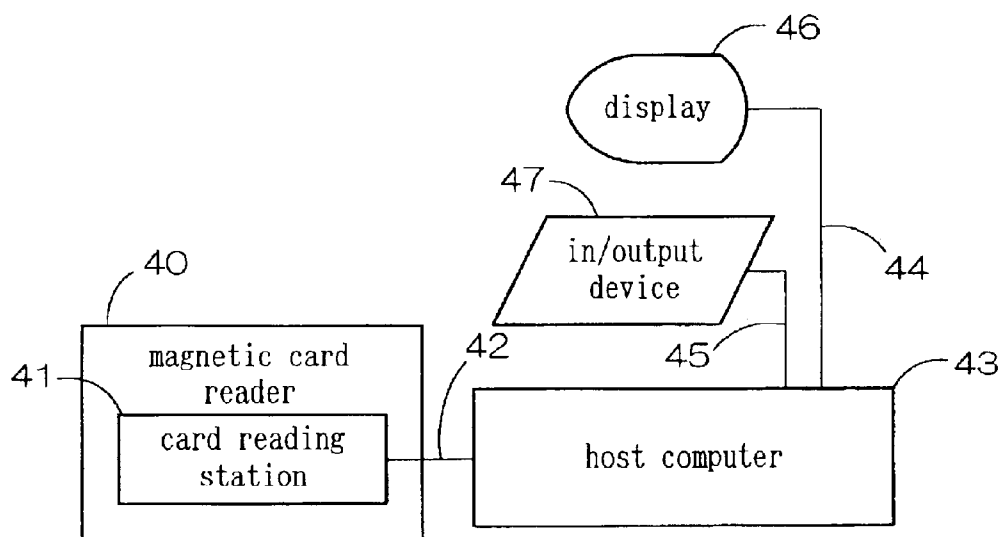 46
display
47
in/output
device
44
40
45
42
43
magnetic card
reader
41
card reading
station
host computer